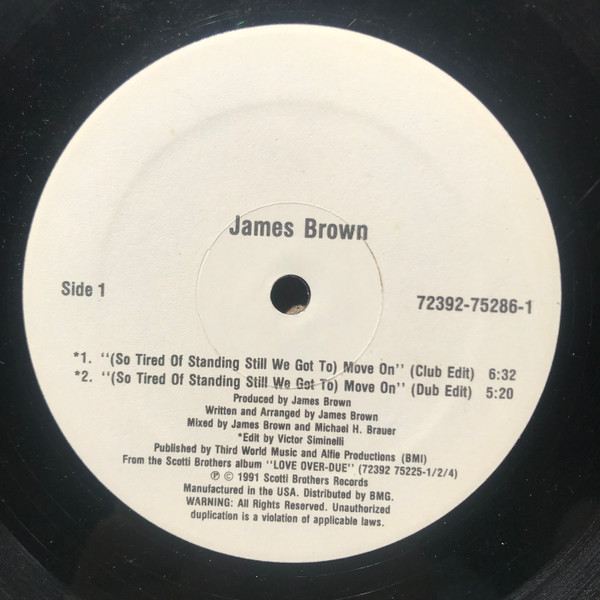 James Brown
Side 1
72392-75286-1
*1. "(So Tired Of Standing Still We Got To) Move On" (Club Edit) 6:32
*2. "(So Tired Of Standing Still We Got To) Move On" (Dub Edit) 5:20
Produced by James Brown
Written and Arranged by James Brown
Mixed by James Brown and Michael H. Brauer
*Edit by Victor Siminelli
Published by Third World Music and Alfie Productions (BMI)
From the Scotti Brothers album "LOVE OVER-DUE" (72392 75225-1/2/4)
℗ © 1991 Scotti Brothers Records
Manufactured in the USA. Distributed by BMG.
WARNING: All Rights Reserved. Unauthorized
duplication is a violation of applicable laws.